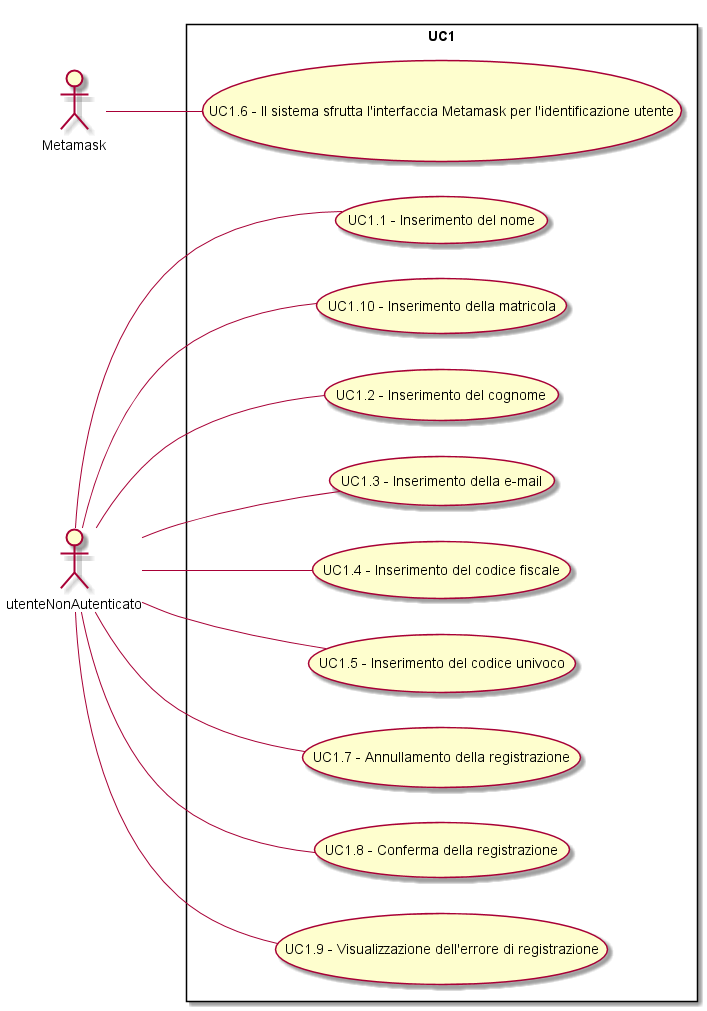 UC1
UC1.6 - Il sistema sfrutta l'interfaccia Metamask per l'identificazione utente
Metamask
UC1.1 - Inserimento del nome
UC1.10 - Inserimento della matricola
UC1.2 - Inserimento del cognome
UC1.3 - Inserimento della e-mail
UC1.4 - Inserimento del codice fiscale
utenteNonAutenticato
UC1.5 - Inserimento del codice univoco
UC1.7 - Annullamento della registrazione
UC1.8 - Conferma della registrazione
UC1.9 - Visualizzazione dell'errore di registrazione